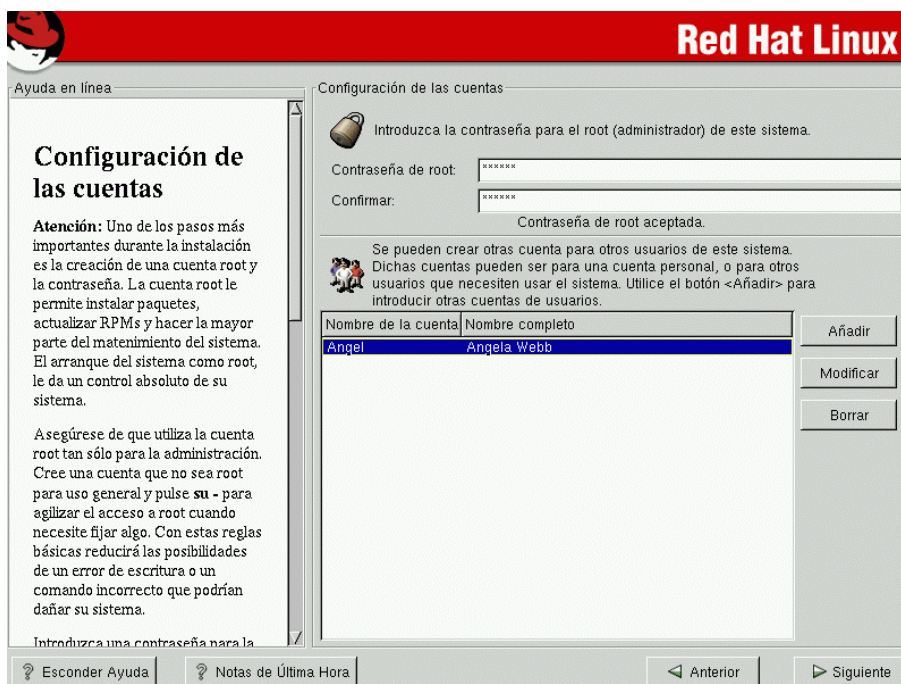 Red Hat Linux
Ayuda en línea
Configuración de
las cuentas
Atención: Uno de los pasos más
importantes durante la instalación
es la creación de una cuenta root y
la contraseña. La cuenta root le
permite instalar paquetes,
actualizar RPMs y hacer la mayor
parte del matenimiento del sistema.
El arranque del sistema como root,
le da un control absoluto de su
sistema.
Asegúrese de que utiliza la cuenta
root tan sólo para la administración.
Cree una cuenta que no sea root
para uso general y pulse su - para
agilizar el acceso a root cuando
necesite fijar algo. Con estas reglas
básicas reducirá las posibilidades
de un error de escritura o un
comando incorrecto que podrían
dañar su sistema.
Introduzca una contraseña para la
Configuración de las cuentas
Introduzca la contraseña para el root (administrador) de este sistema.
Contraseña de root: ******
Confirmar: ******
Contraseña de root aceptada.
Se pueden crear otras cuenta para otros usuarios de este sistema.
Dichas cuentas pueden ser para una cuenta personal, o para otros
usuarios que necesiten usar el sistema. Utilice el botón <Añadir> para
introducir otras cuentas de usuarios.
Nombre de la cuenta Nombre completo
Angel Angela Webb
Añadir
Modificar
Borrar
Esconder Ayuda
Notas de Última Hora
Anterior
Siguiente